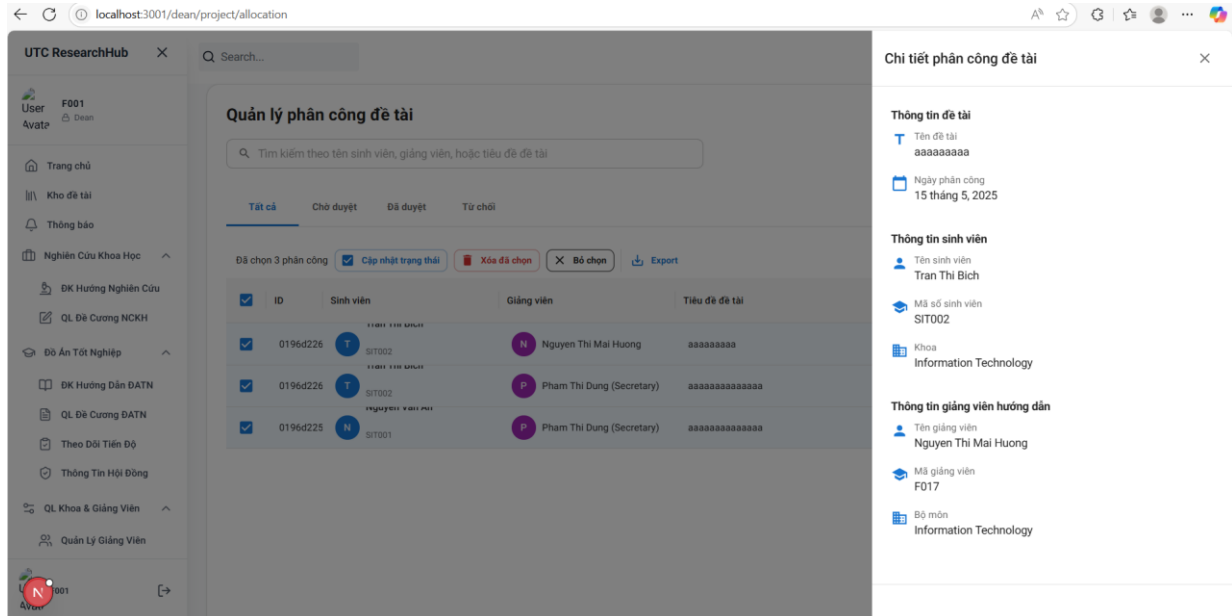 localhost:3001/dean/project/allocation
UTC ResearchHub
Search...
User
Avata
F001
Dean
Trang chủ
Kho đề tài
Thông báo
Nghiên Cứu Khoa Học
ĐK Hướng Nghiên Cứu
QL Đề Cương NCKH
Đồ Án Tốt Nghiệp
ĐK Hướng Dẫn ĐATN
QL Đề Cương ĐATN
Theo Dõi Tiến Độ
Thông Tin Hội Đồng
QL Khoa & Giảng Viên
Quản Lý Giảng Viên
N
Quản lý phân công đề tài
Tìm kiếm theo tên sinh viên, giảng viên, hoặc tiêu đề đề tài
Tất cả Chờ duyệt Đã duyệt Từ chối
Đã chọn 3 phân công Cập nhật trạng thái Xóa đã chọn Bỏ chọn Export
ID Sinh viên Giảng viên Tiêu đề đề tài
Tran Thi Bich
0196d226 T SIT002 N Nguyen Thi Mai Huong aaaaaaaaa
Tran Thi Bich
0196d226 T SIT002 P Pham Thi Dung (Secretary) aaaaaaaaaaaaaa
Nguyen Van An
0196d225 N SIT001 P Pham Thi Dung (Secretary) aaaaaaaaaaaaaa
Chi tiết phân công đề tài
Thông tin đề tài
Tên đề tài
aaaaaaaaa
Ngày phân công
15 tháng 5, 2025
Thông tin sinh viên
Tên sinh viên
Tran Thi Bich
Mã số sinh viên
SIT002
Khoa
Information Technology
Thông tin giảng viên hướng dẫn
Tên giảng viên
Nguyen Thi Mai Huong
Mã giảng viên
F017
Bộ môn
Information Technology